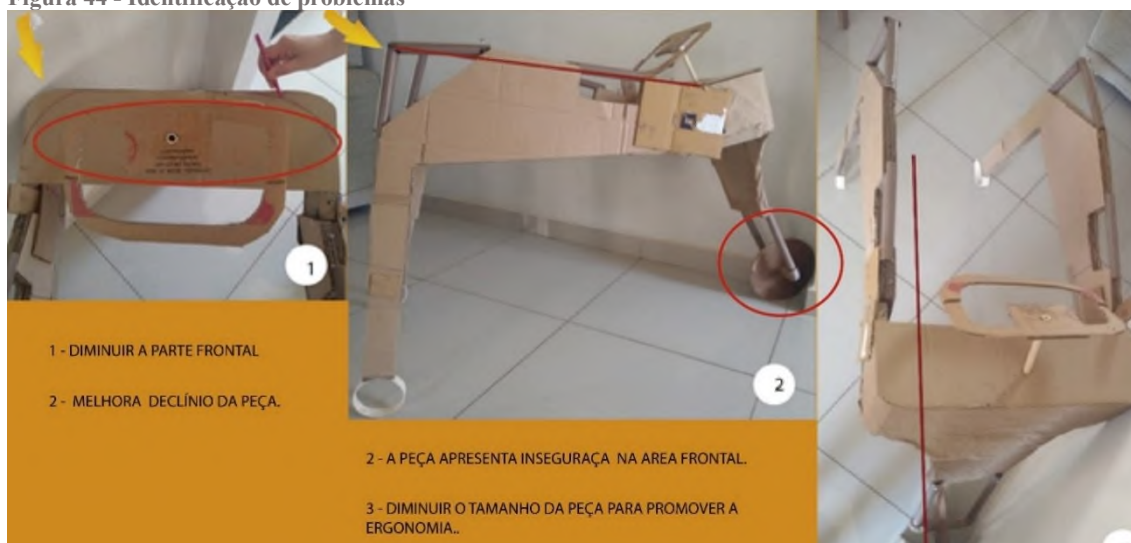 Figura 44 - Identificação de problemas
1
1 - DIMINUIR A PARTE FRONTAL
2 - MELHORA DECLÍNIO DA PEÇA.
2
2 - A PEÇA APRESENTA INSEGURAÇA NA AREA FRONTAL.
3 - DIMINUIR O TAMANHO DA PEÇA PARA PROMOVER A
ERGONOMIA..